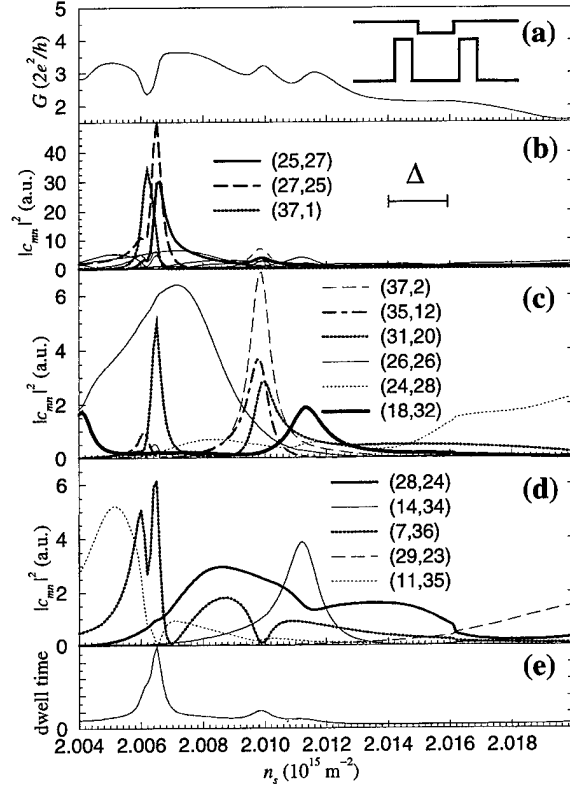 (a)
G (2e²/h)
5
4
3
2
(b)
|c_mn|² (a.u.)
40
30
20
10
0
(25,27)
(27,25)
(37,1)
Δ
(c)
|c_mn|² (a.u.)
6
4
2
0
(37,2)
(35,12)
(31,20)
(26,26)
(24,28)
(18,32)
(d)
|c_mn|² (a.u.)
6
4
2
0
(28,24)
(14,34)
(7,36)
(29,23)
(11,35)
(e)
dwell time
0
2.004 2.006 2.008 2.010 2.012 2.014 2.016 2.018
n_s (10¹⁵ m⁻²)